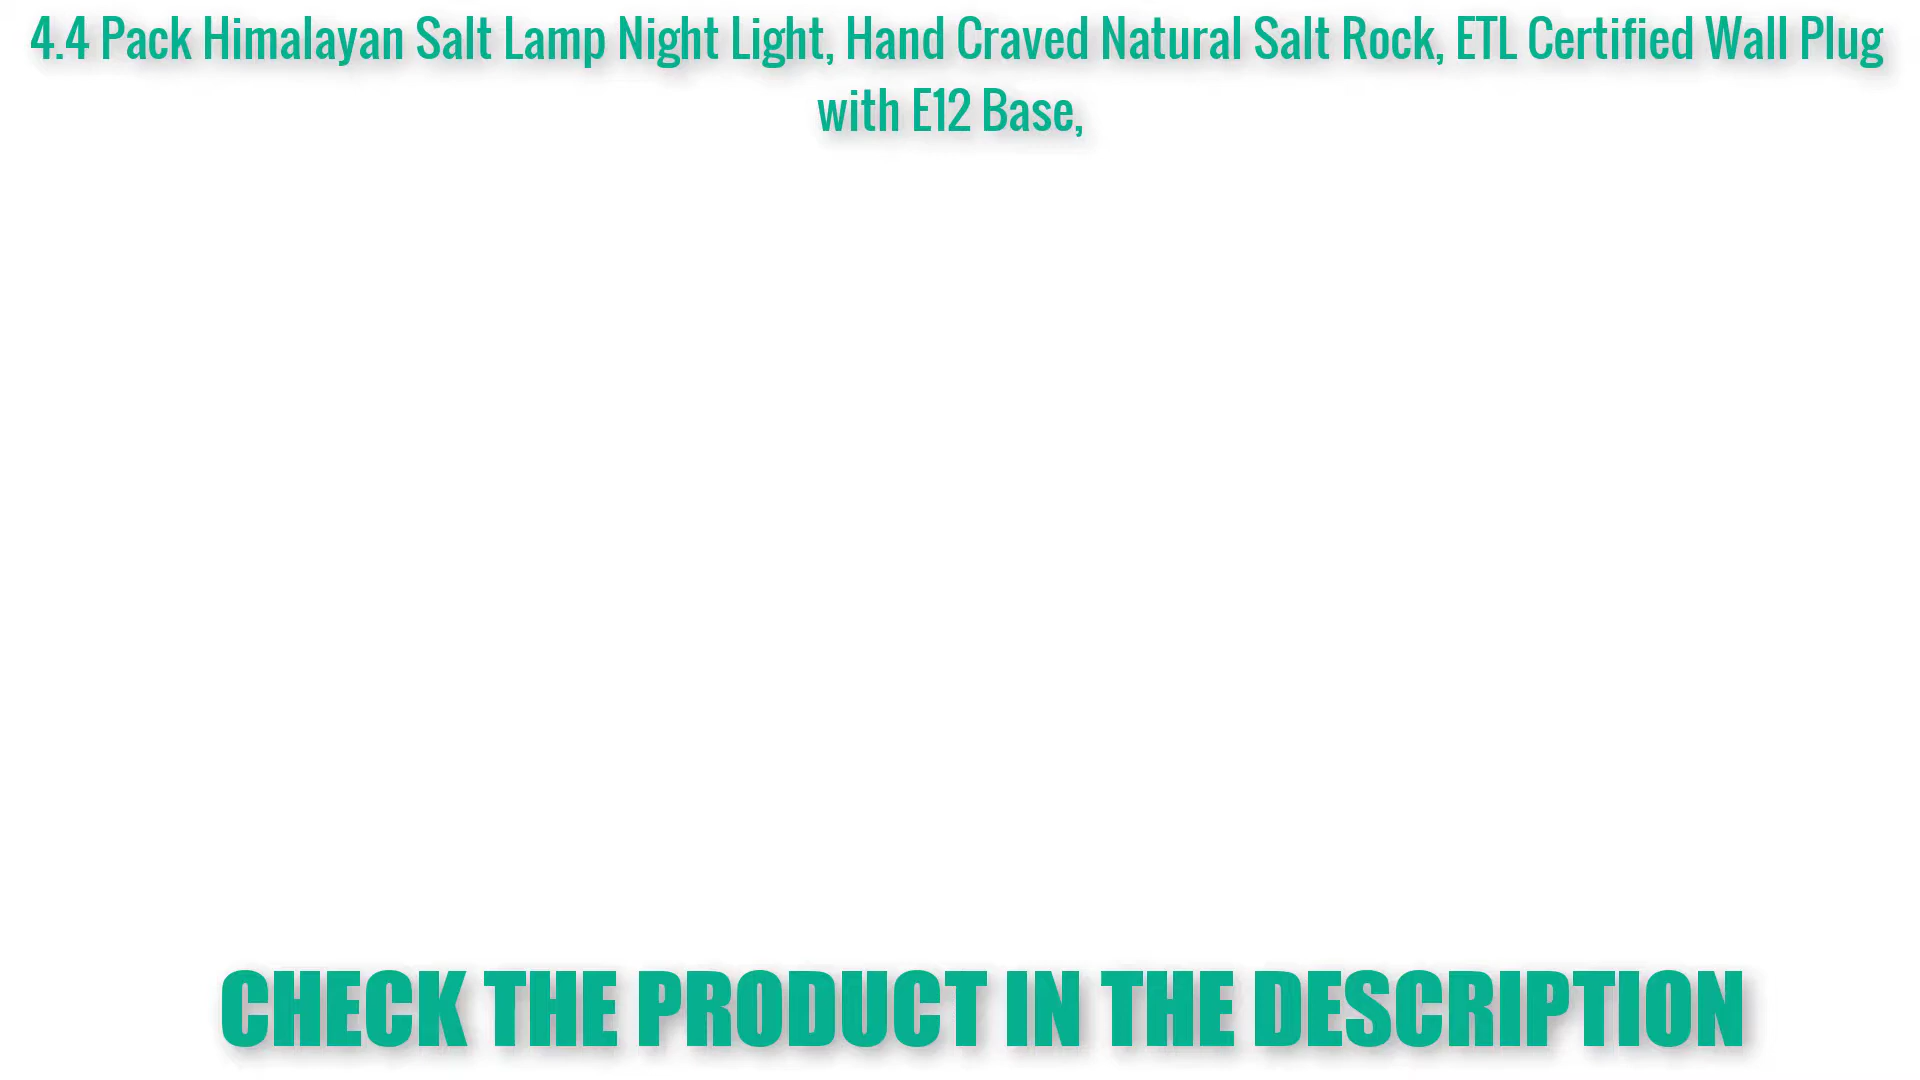 4.4 Pack Himalayan Salt Lamp Night Light, Hand Craved Natural Salt Rock, ETL Certified Wall Plug
with E12 Base,
CHECK THE PRODUCT IN THE DESCRIPTION